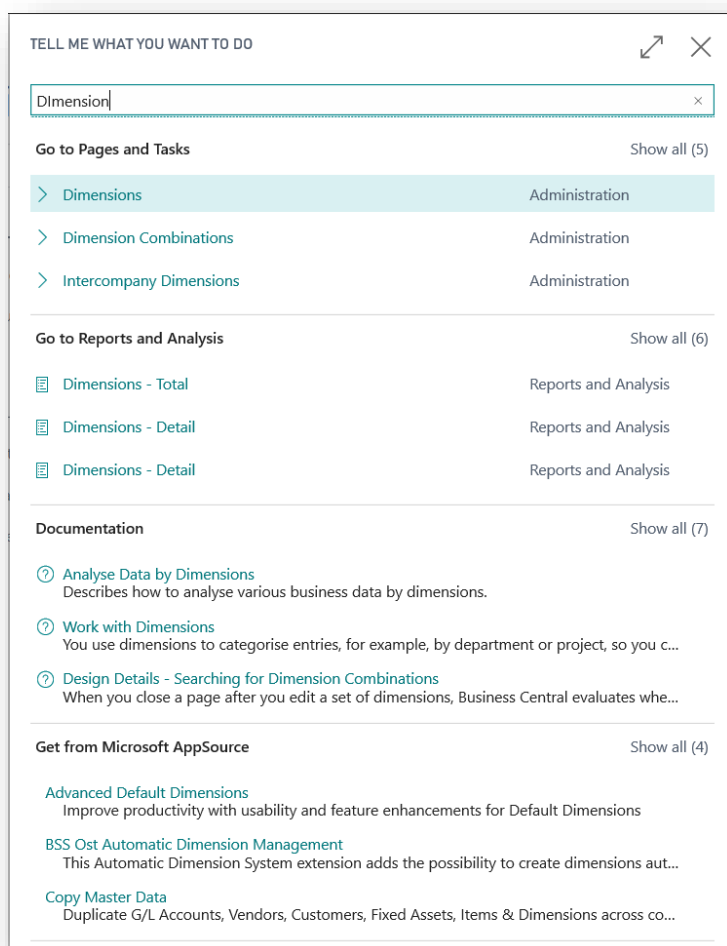 TELL ME WHAT YOU WANT TO DO
DImension
Go to Pages and Tasks Show all (5)
Dimensions Administration
Dimension Combinations Administration
Intercompany Dimensions Administration
Go to Reports and Analysis Show all (6)
Dimensions - Total Reports and Analysis
Dimensions - Detail Reports and Analysis
Dimensions - Detail Reports and Analysis
Documentation Show all (7)
Analyse Data by Dimensions
Describes how to analyse various business data by dimensions.
Work with Dimensions
You use dimensions to categorise entries, for example, by department or project, so you c...
Design Details - Searching for Dimension Combinations
When you close a page after you edit a set of dimensions, Business Central evaluates whe...
Get from Microsoft AppSource Show all (4)
Advanced Default Dimensions
Improve productivity with usability and feature enhancements for Default Dimensions
BSS Ost Automatic Dimension Management
This Automatic Dimension System extension adds the possibility to create dimensions aut...
Copy Master Data
Duplicate G/L Accounts, Vendors, Customers, Fixed Assets, Items & Dimensions across co...